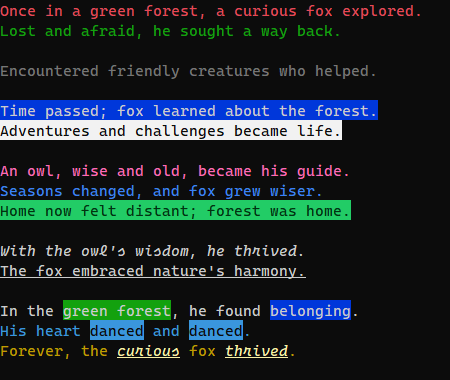 Once in a green forest, a curious fox explored.
Lost and afraid, he sought a way back.
Encountered friendly creatures who helped.
Time passed; fox learned about the forest.
Adventures and challenges became life.
An owl, wise and old, became his guide.
Seasons changed, and fox grew wiser.
Home now felt distant; forest was home.
With the owl's wisdom, he thrived.
The fox embraced nature's harmony.
In the green forest, he found belonging.
His heart danced and danced.
Forever, the curious fox thrived.